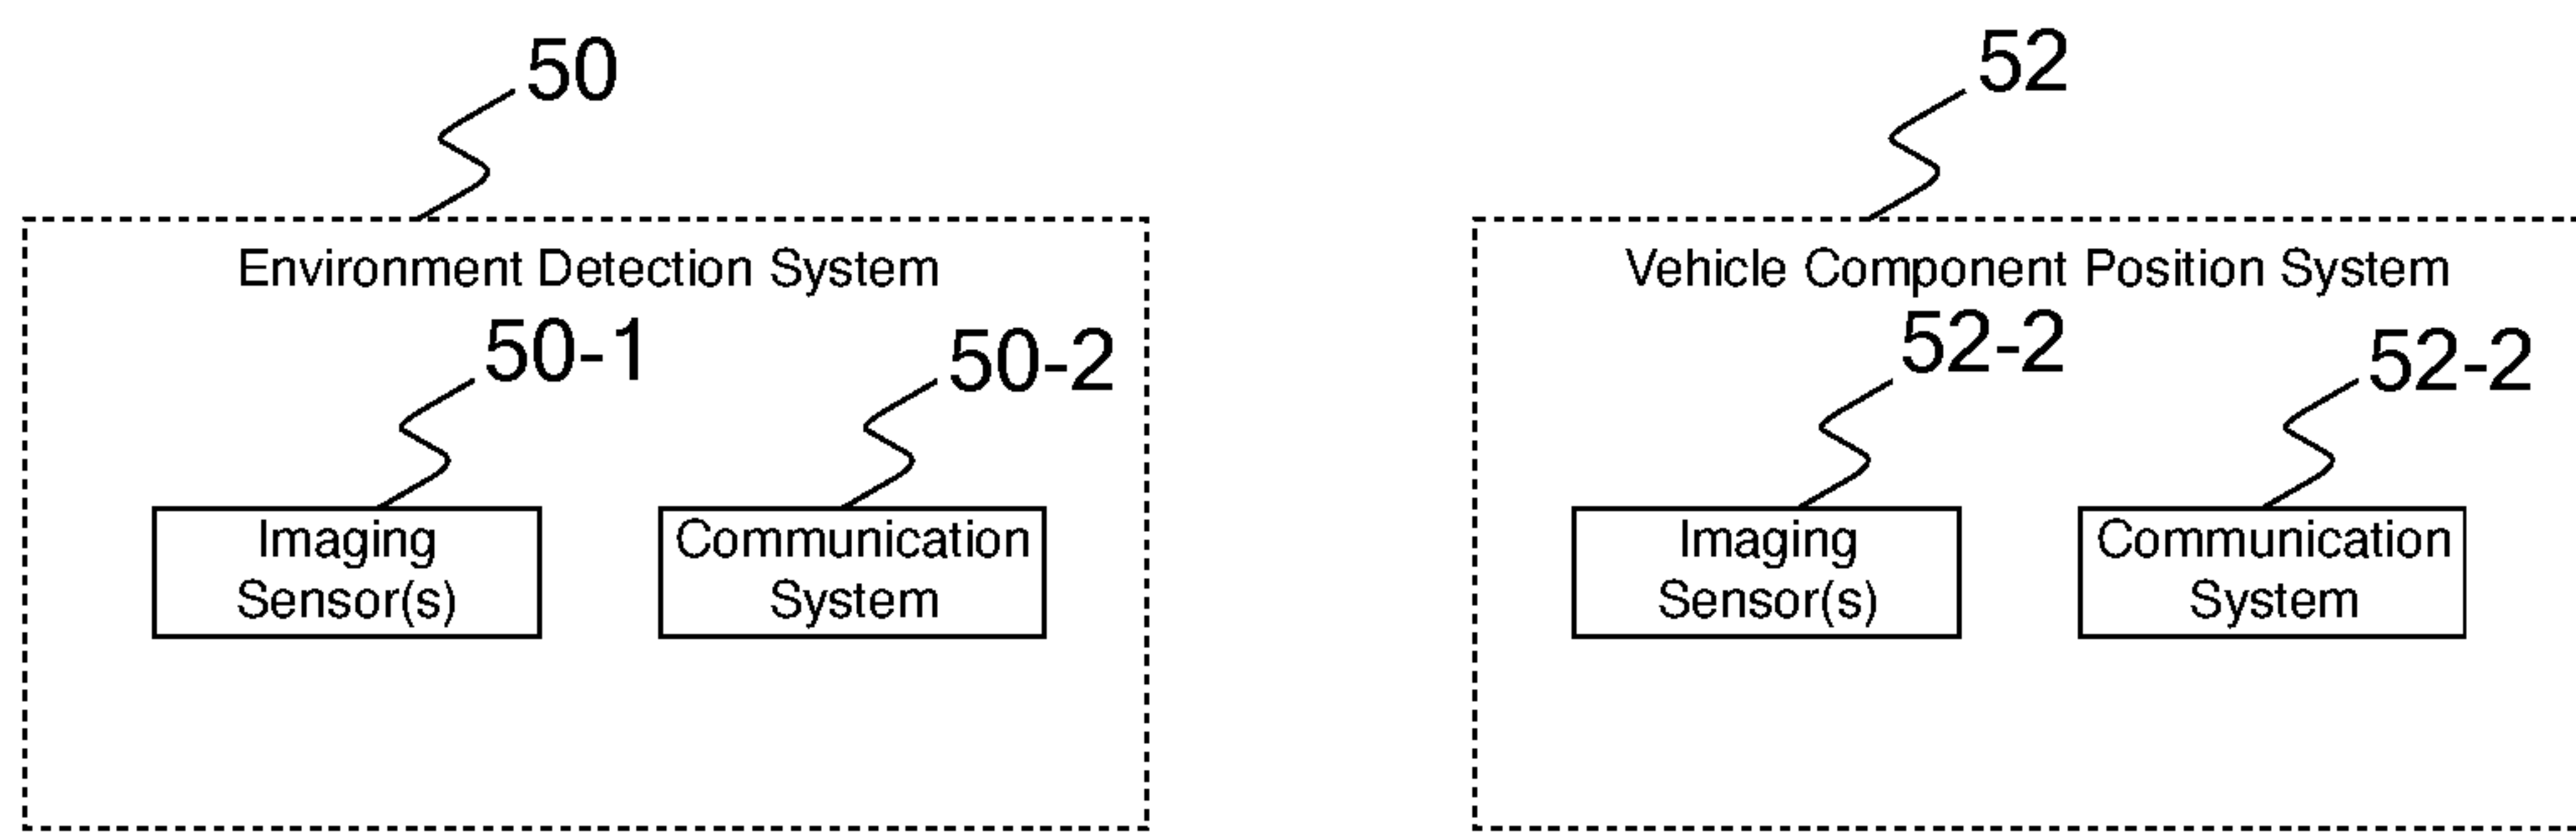 50
Environment Detection System
50-1
50-2
Imaging
Sensor(s)
Communication
System
52
Vehicle Component Position System
52-2
52-2
Imaging
Sensor(s)
Communication
System